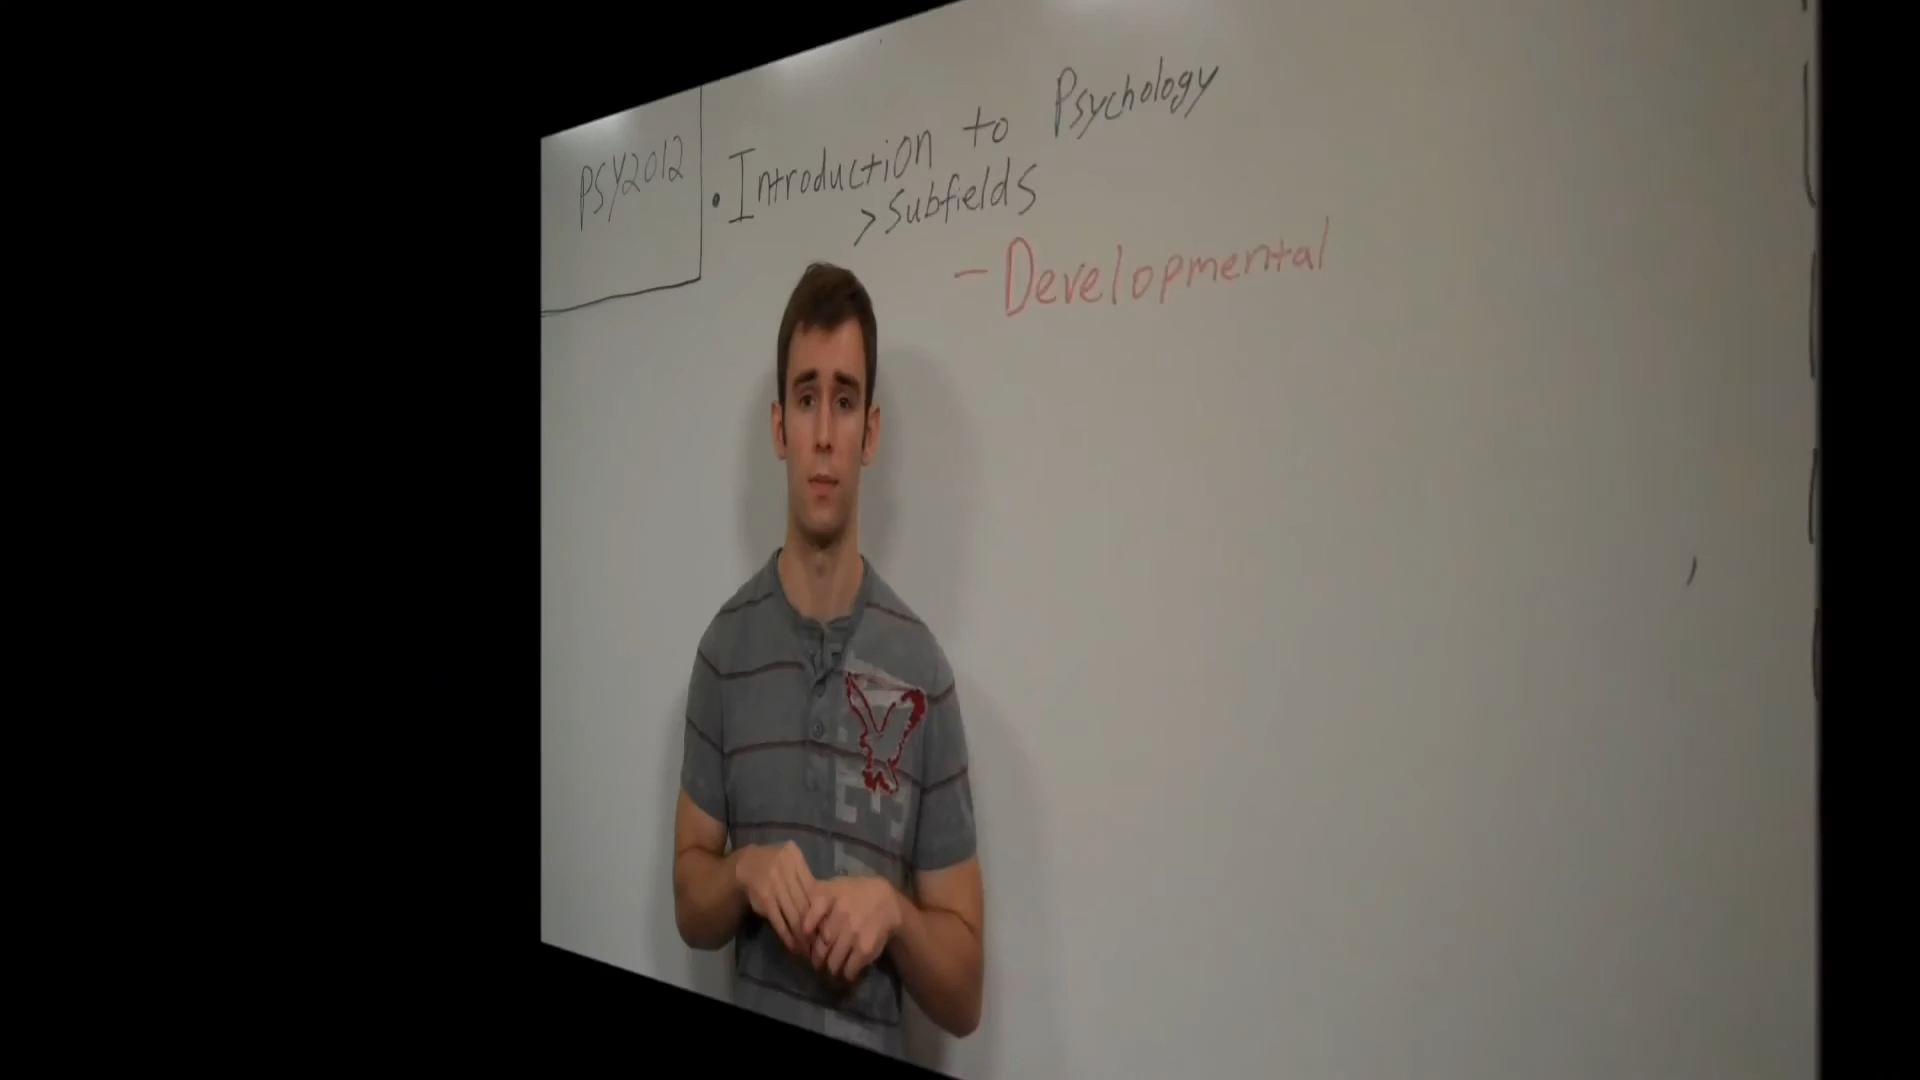 PSY2012
• Introduction to Psychology
> Subfields
- Developmental